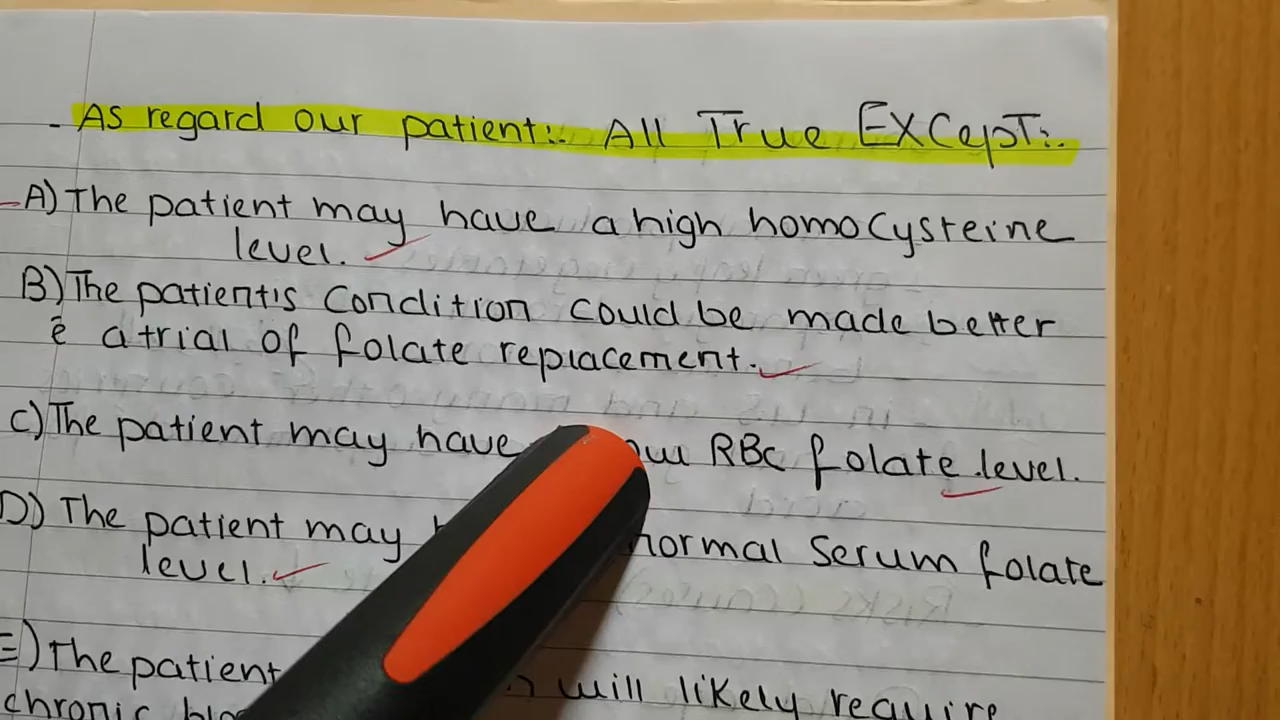 - As regard our patient:. All True EXCepT:.
A) The patient may have a high homocysteine
level.
B) The patient's Condition could be made better
ē a trial of folate replacement.
C) The patient may have RBC folate level.
D) The patient may normal Serum folate
level.
E) The patient will likely require
chronic